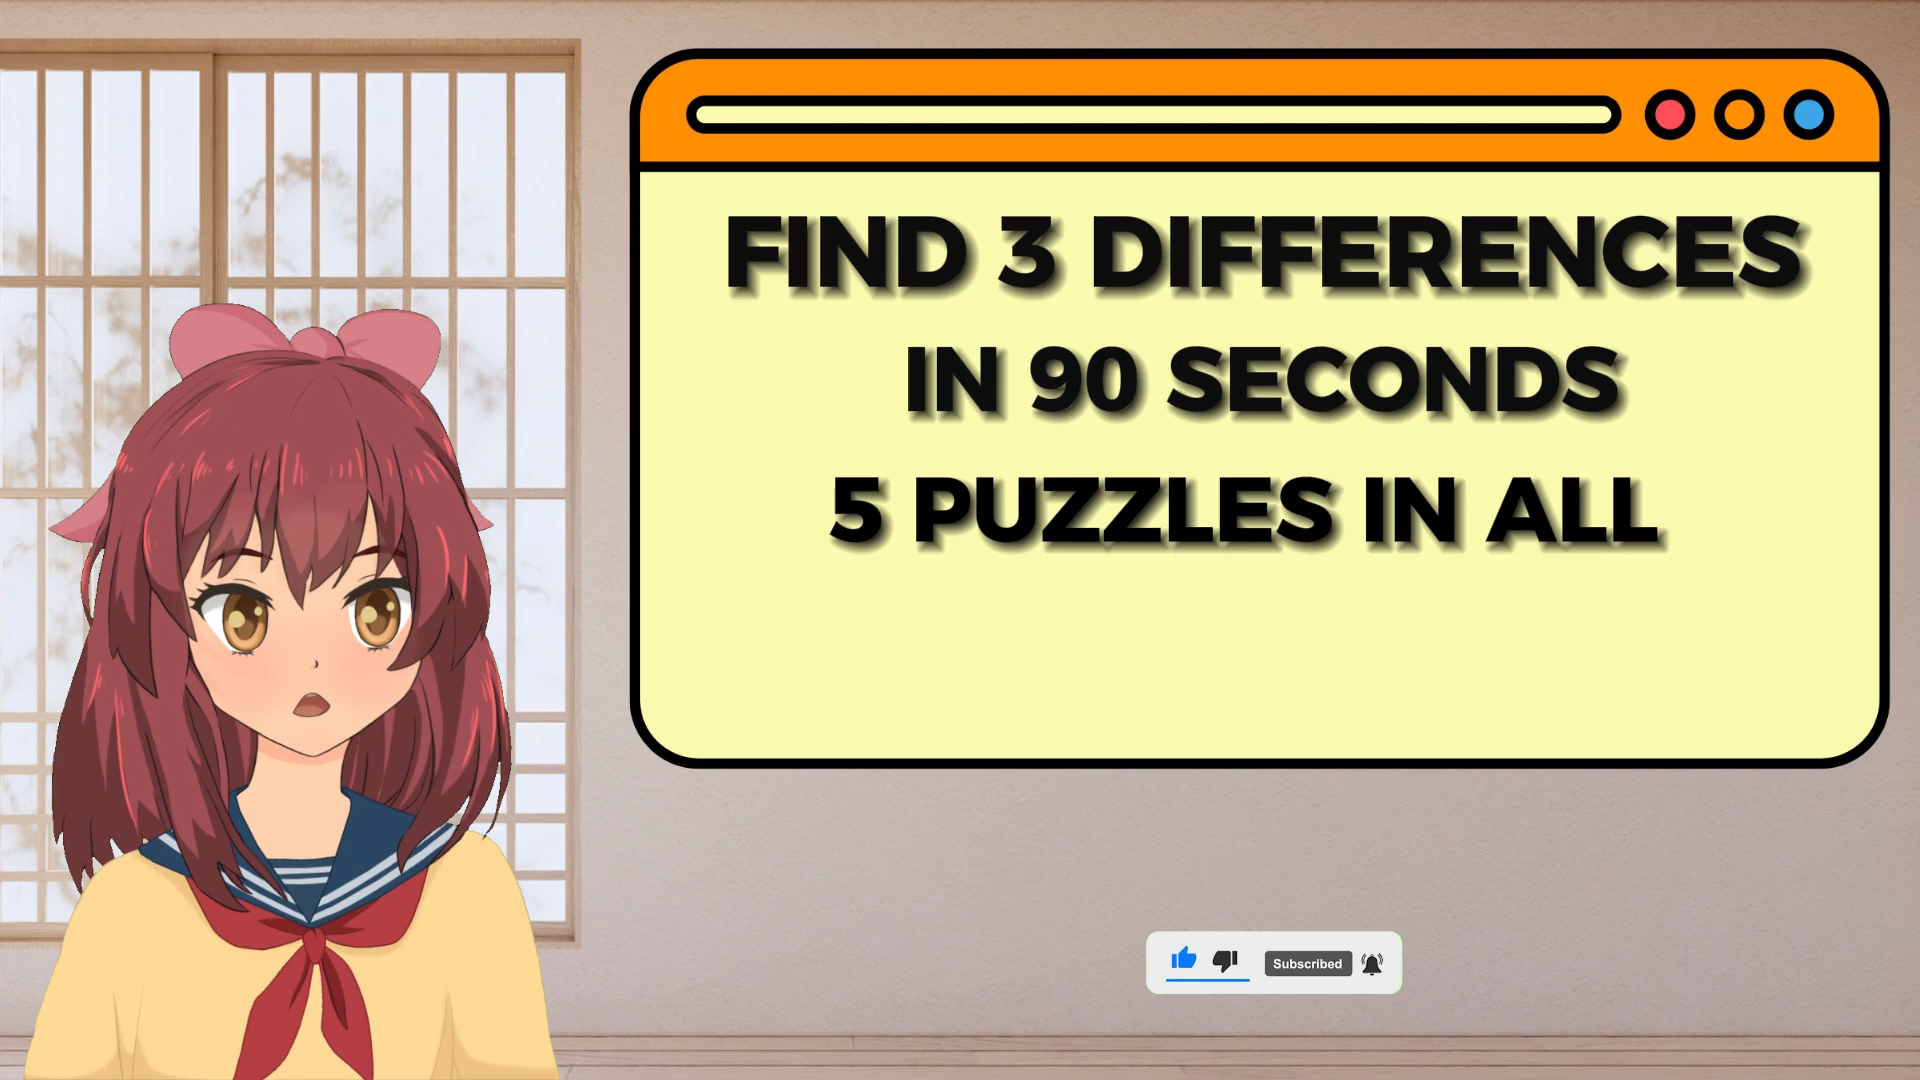 FIND 3 DIFFERENCES
IN 90 SECONDS
5 PUZZLES IN ALL
Subscribed